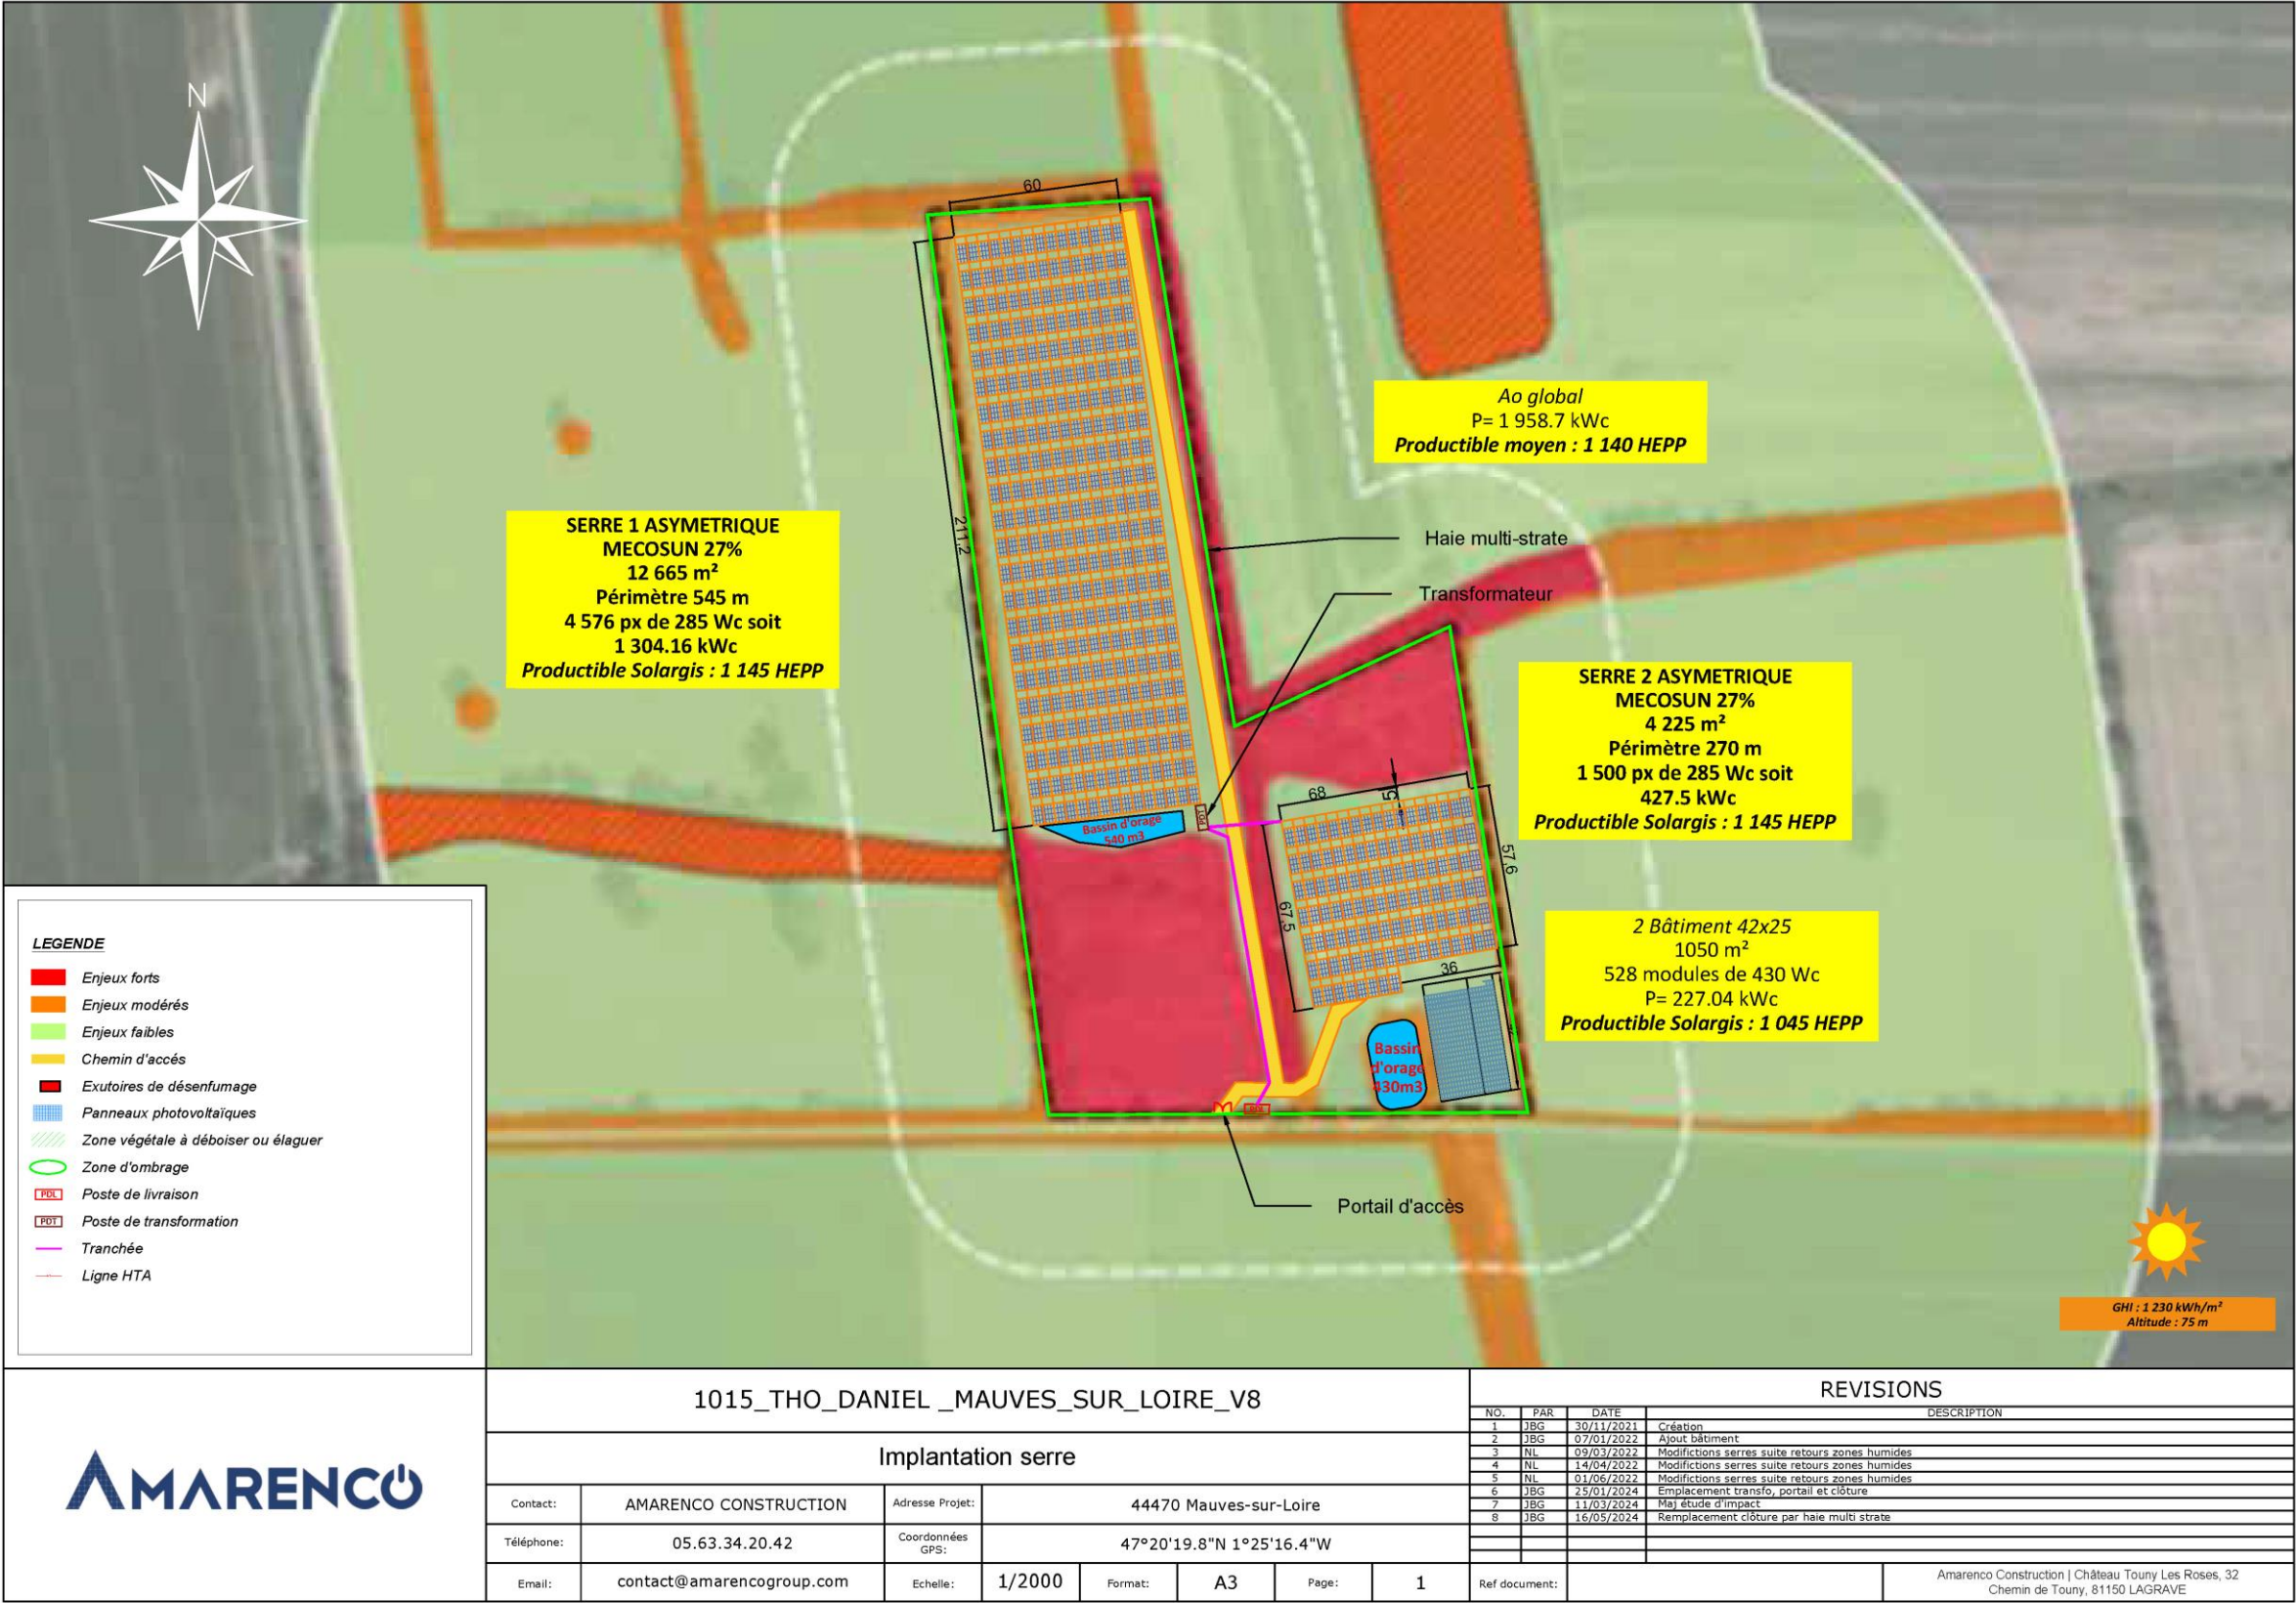 N
60
211,2
Ao global
P= 1 958.7 kWc
Productible moyen : 1 140 HEPP
SERRE 1 ASYMETRIQUE
MECOSUN 27%
12 665 m²
Périmètre 545 m
4 576 px de 285 Wc soit
1 304.16 kWc
Productible Solargis : 1 145 HEPP
Haie multi-strate
Transformateur
SERRE 2 ASYMETRIQUE
MECOSUN 27%
4 225 m²
Périmètre 270 m
1 500 px de 285 Wc soit
427.5 kWc
Productible Solargis : 1 145 HEPP
68
5
57,6
67,5
36
Bassin d'orage
540 m3
PDT
2 Bâtiment 42x25
1050 m²
528 modules de 430 Wc
P= 227.04 kWc
Productible Solargis : 1 045 HEPP
Bassin
d'orage
430m3
PDL
Portail d'accès
LEGENDE
Enjeux forts
Enjeux modérés
Enjeux faibles
Chemin d'accés
Exutoires de désenfumage
Panneaux photovoltaïques
Zone végétale à déboiser ou élaguer
Zone d'ombrage
PDL Poste de livraison
PDT Poste de transformation
Tranchée
Ligne HTA
GHI : 1 230 kWh/m²
Altitude : 75 m
AMARENCO
1015_THO_DANIEL _MAUVES_SUR_LOIRE_V8
Implantation serre
Contact: AMARENCO CONSTRUCTION Adresse Projet: 44470 Mauves-sur-Loire
Téléphone: 05.63.34.20.42 Coordonnées GPS: 47°20'19.8"N 1°25'16.4"W
Email: contact@amarencogroup.com Echelle: 1/2000 Format: A3 Page: 1
REVISIONS
NO. PAR DATE DESCRIPTION
1 JBG 30/11/2021 Création
2 JBG 07/01/2022 Ajout bâtiment
3 NL 09/03/2022 Modifictions serres suite retours zones humides
4 NL 14/04/2022 Modifictions serres suite retours zones humides
5 NL 01/06/2022 Modifictions serres suite retours zones humides
6 JBG 25/01/2024 Emplacement transfo, portail et clôture
7 JBG 11/03/2024 Maj étude d'impact
8 JBG 16/05/2024 Remplacement clôture par haie multi strate
Ref document:
Amarenco Construction | Château Touny Les Roses, 32
Chemin de Touny, 81150 LAGRAVE